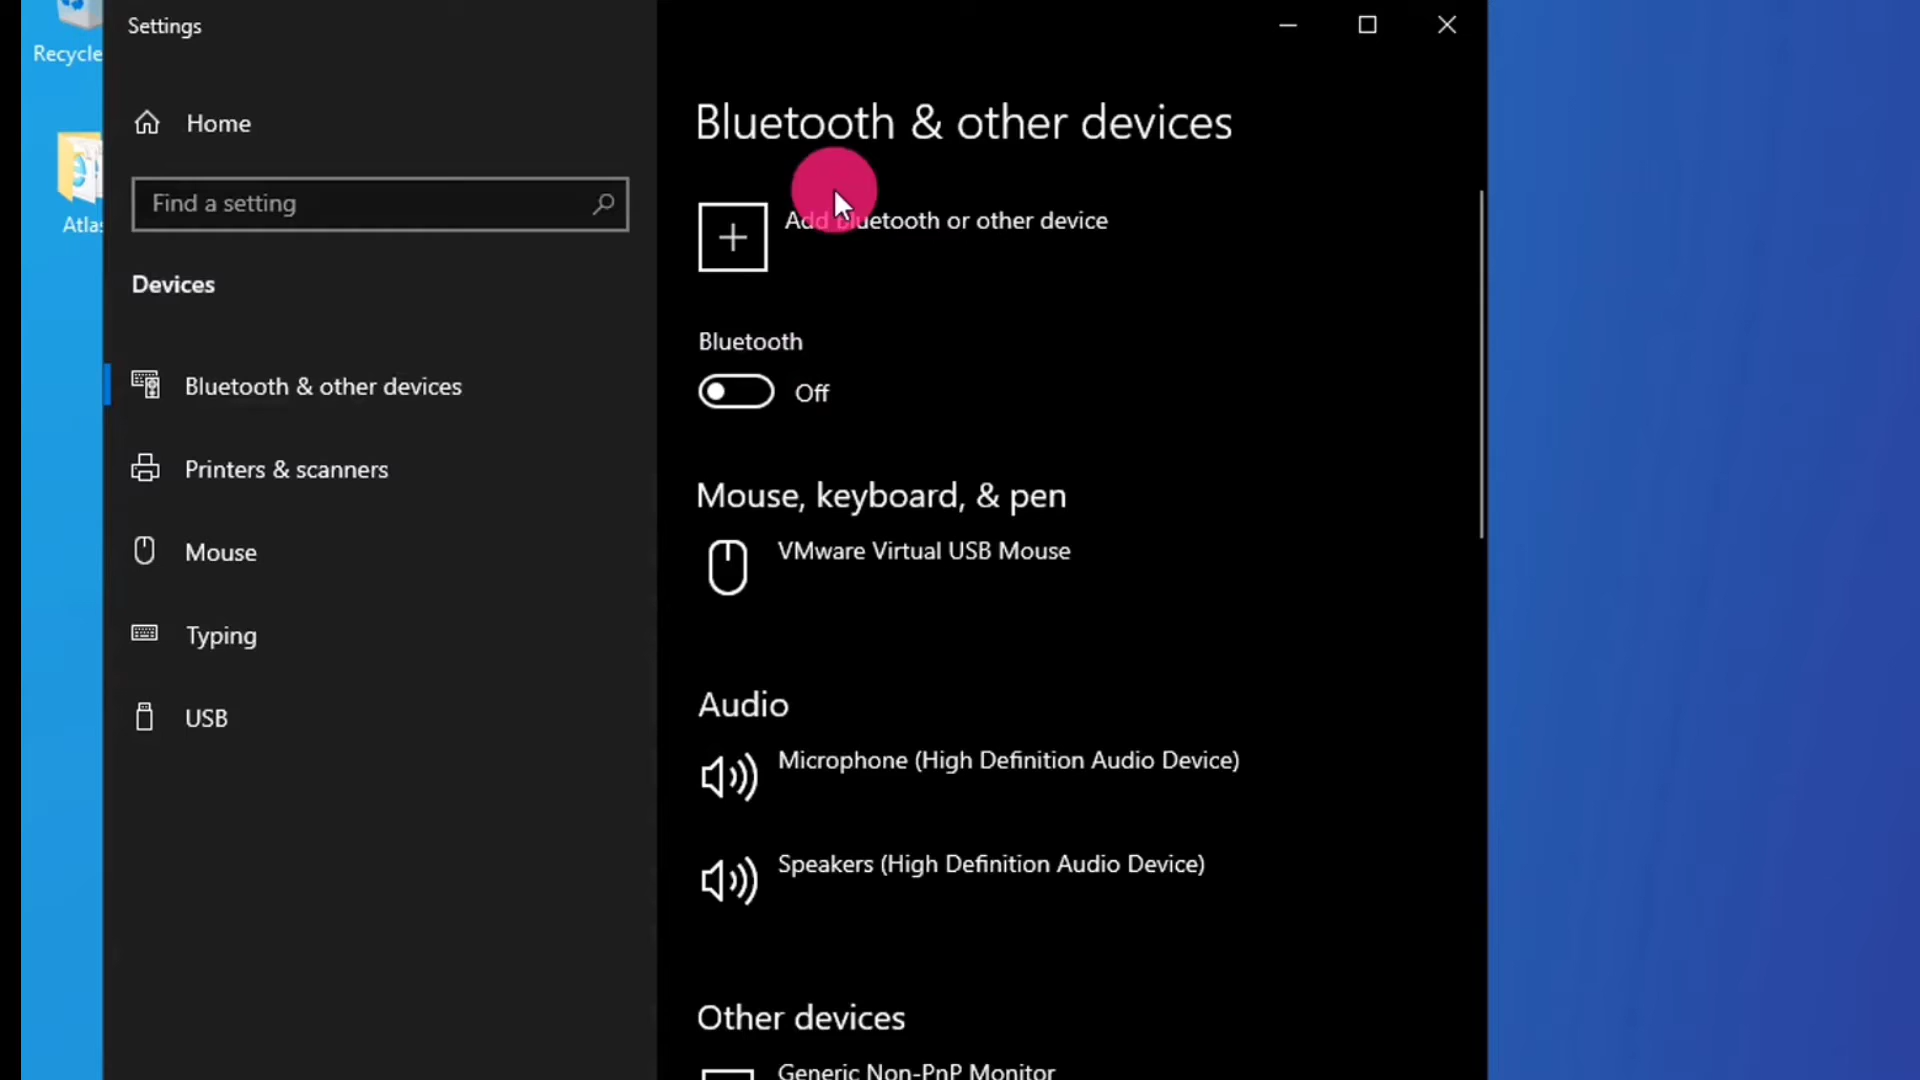 Settings
Recycle
Home
Find a setting
Atlas
Devices
Bluetooth & other devices
Printers & scanners
Mouse
Typing
USB
Bluetooth & other devices
Add Bluetooth or other device
Bluetooth
Off
Mouse, keyboard, & pen
VMware Virtual USB Mouse
Audio
Microphone (High Definition Audio Device)
Speakers (High Definition Audio Device)
Other devices
Generic Non-PnP Monitor